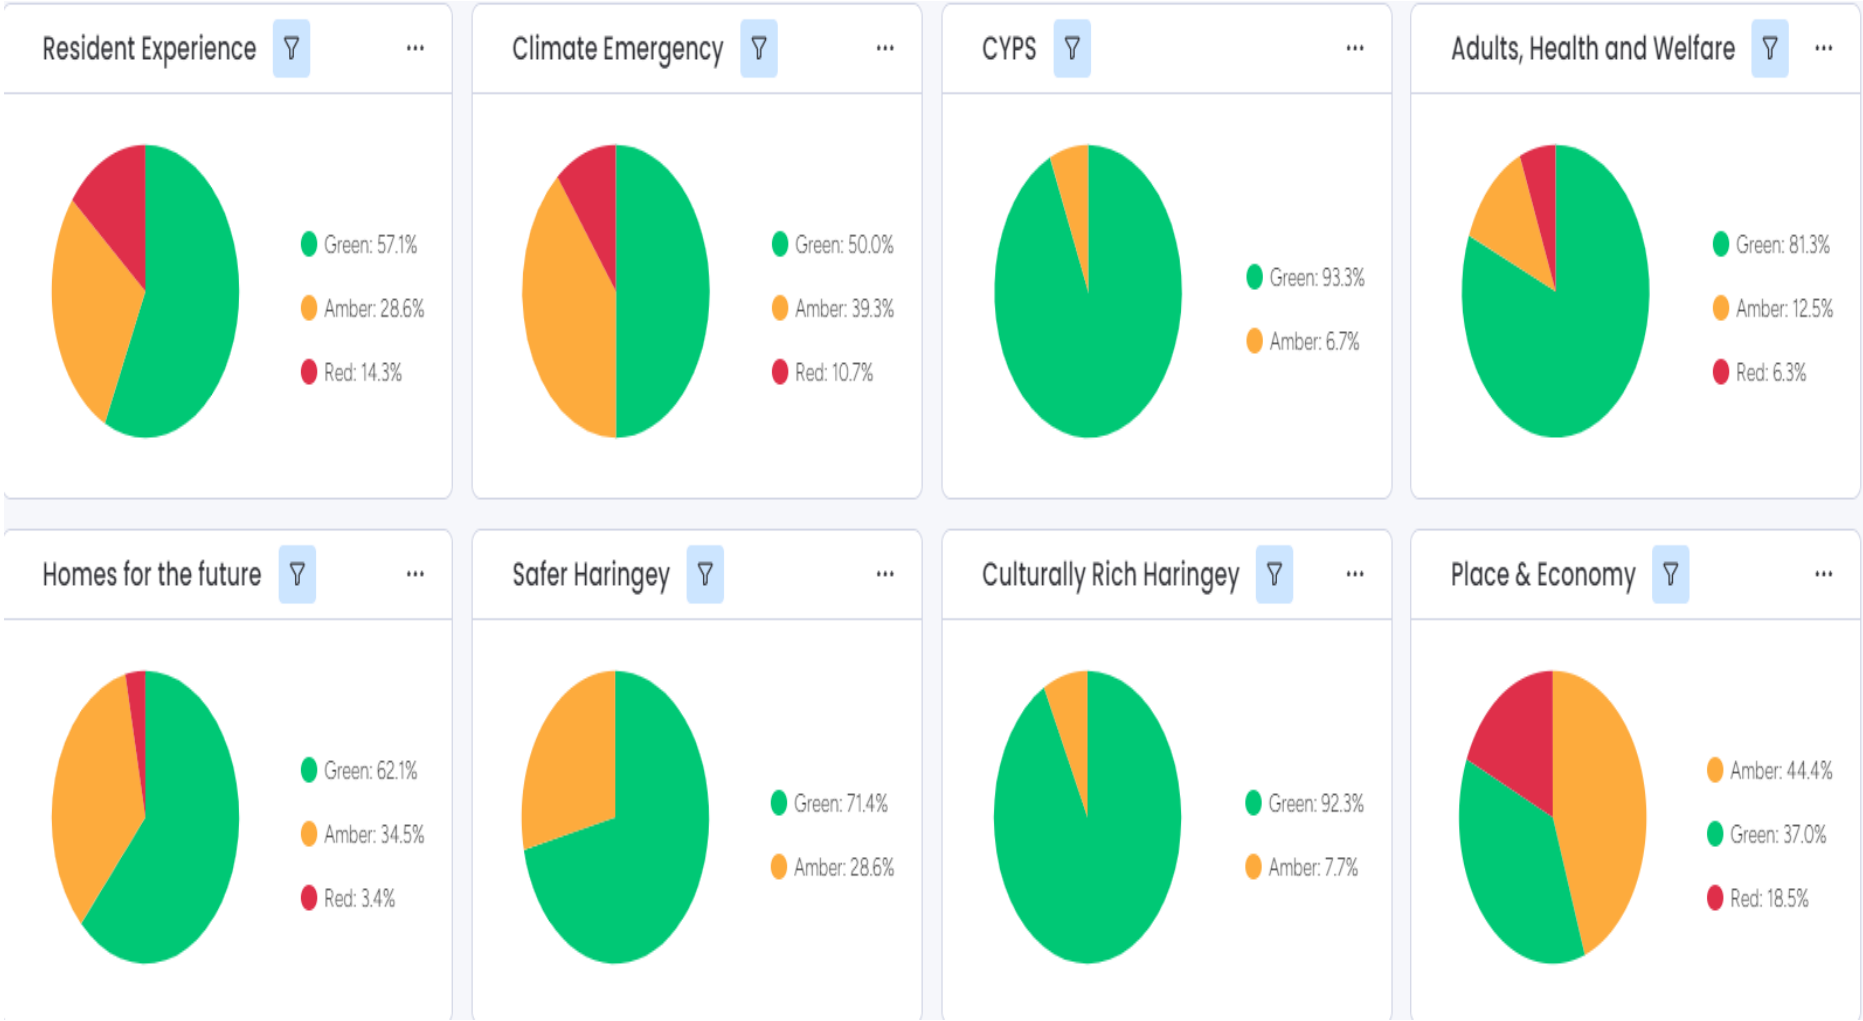 Resident Experience
Green: 57.1%
Amber: 28.6%
Red: 14.3%
Climate Emergency
Green: 50.0%
Amber: 39.3%
Red: 10.7%
CYPS
Green: 93.3%
Amber: 6.7%
Adults, Health and Welfare
Green: 81.3%
Amber: 12.5%
Red: 6.3%
Homes for the future
Green: 62.1%
Amber: 34.5%
Red: 3.4%
Safer Haringey
Green: 71.4%
Amber: 28.6%
Culturally Rich Haringey
Green: 92.3%
Amber: 7.7%
Place & Economy
Amber: 44.4%
Green: 37.0%
Red: 18.5%